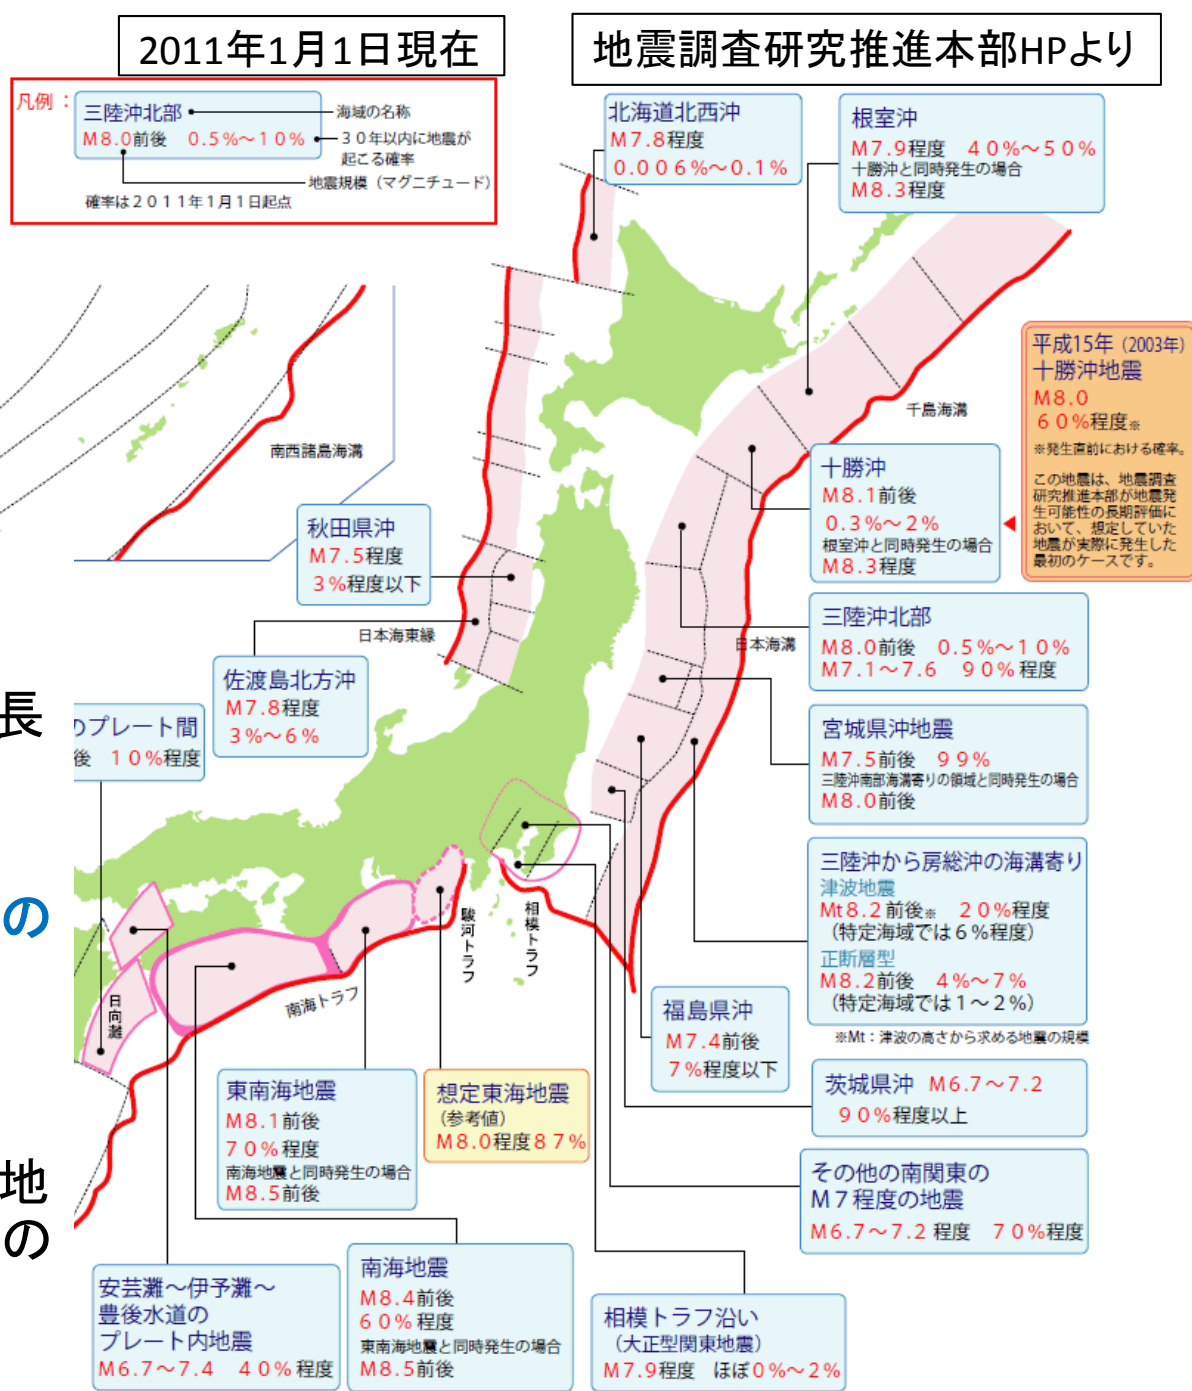 2011年1月1日現在
地震調査研究推進本部HPより
凡例：
三陸沖北部
M8.0前後　0.5%～10%
海域の名称
３０年以内に地震が
起こる確率
地震規模（マグニチュード）
確率は２０１１年１月１日起点
北海道北西沖
M7.8程度
0.006%～0.1%
根室沖
M7.9程度　40%～50%
十勝沖と同時発生の場合
M8.3程度
平成15年（2003年）
十勝沖地震
M8.0
60%程度※
※発生直前における確率。
この地震は、地震調査
研究推進本部が地震発
生可能性の長期評価に
おいて、想定していた
地震が実際に発生した
最初のケースです。
千島海溝
南西諸島海溝
十勝沖
M8.1前後
0.3%～2%
根室沖と同時発生の場合
M8.3程度
秋田県沖
M7.5程度
3%程度以下
日本海東縁
日本海溝
三陸沖北部
M8.0前後　0.5%～10%
M7.1～7.6　90%程度
佐渡島北方沖
M7.8程度
3%～6%
長
のプレート間
後　10%程度
宮城県沖地震
M7.5前後　99%
三陸沖南部海溝寄りの領域と同時発生の場合
M8.0前後
三陸沖から房総沖の海溝寄り
津波地震
Mt8.2前後※　20%程度
（特定海域では６%程度）
正断層型
M8.2前後　4%～7%
（特定海域では１～２%）
※Mt：津波の高さから求める地震の規模
の
駿河トラフ
相模トラフ
南海トラフ
日向灘
福島県沖
M7.4前後
7%程度以下
茨城県沖　M6.7～7.2
90%程度以上
東南海地震
M8.1前後
70%程度
南海地震と同時発生の場合
M8.5前後
想定東海地震
（参考値）
M8.0程度87%
その他の南関東の
M７程度の地震
M6.7～7.2 程度　70%程度
地
の
安芸灘～伊予灘～
豊後水道の
プレート内地震
M6.7～7.4　40%程度
南海地震
M8.4前後
60%程度
東南海地震と同時発生の場合
M8.5前後
相模トラフ沿い
（大正型関東地震）
M7.9程度　ほぼ0%～2%